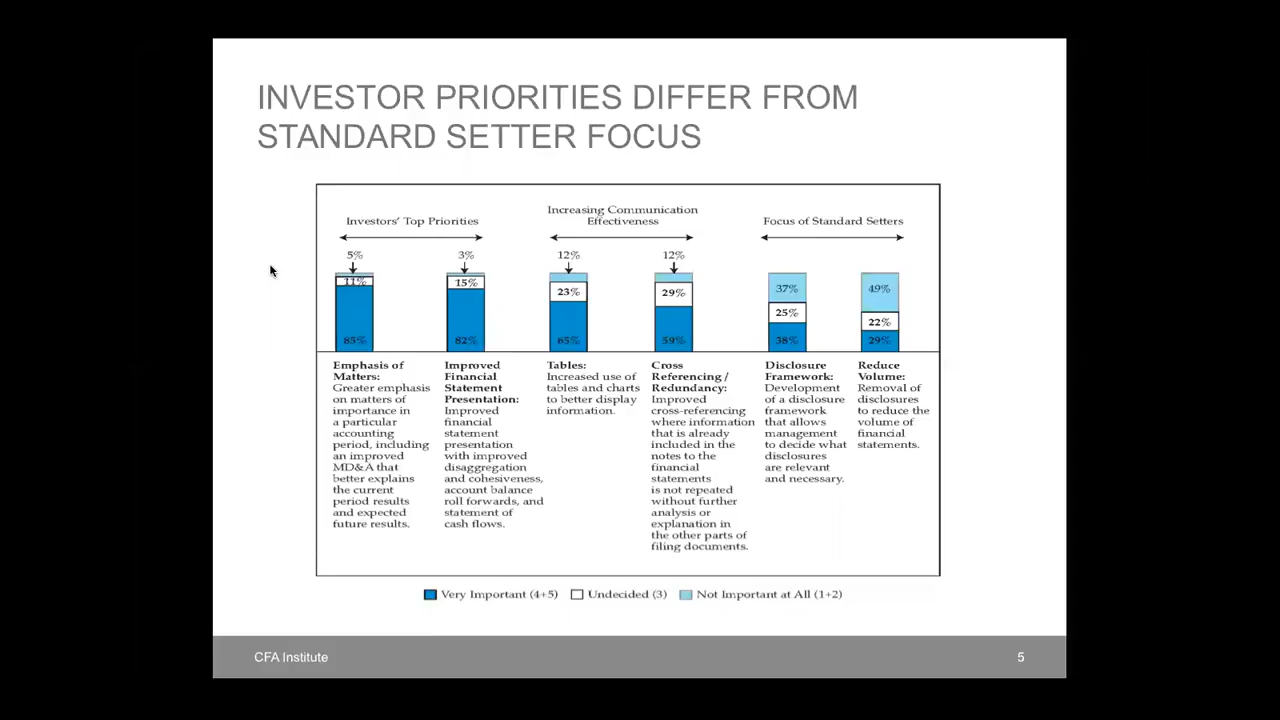 INVESTOR PRIORITIES DIFFER FROM
STANDARD SETTER FOCUS
Investors’ Top Priorities
Increasing Communication
Effectiveness
Focus of Standard Setters
5%
11%
85%
3%
15%
82%
12%
23%
65%
12%
29%
59%
37%
25%
38%
49%
22%
29%
Emphasis of
Matters:
Greater emphasis
on matters of
importance in
a particular
accounting
period, including
an improved
MD&A that
better explains
the current
period results
and expected
future results.
Improved
Financial
Statement
Presentation:
Improved
financial
statement
presentation
with improved
disaggregation
and cohesiveness,
account balance
roll forwards, and
statement of
cash flows.
Tables:
Increased use of
tables and charts
to better display
information.
Cross
Referencing /
Redundancy:
Improved
cross-referencing
where information
that is already
included in the
notes to the
financial
statements
is not repeated
without further
analysis or
explanation in
the other parts of
filing documents.
Disclosure
Framework:
Development
of a disclosure
framework
that allows
management
to decide what
disclosures
are relevant
and necessary.
Reduce
Volume:
Removal of
disclosures
to reduce the
volume of
financial
statements.
Very Important (4+5)
Undecided (3)
Not Important at All (1+2)
CFA Institute
5